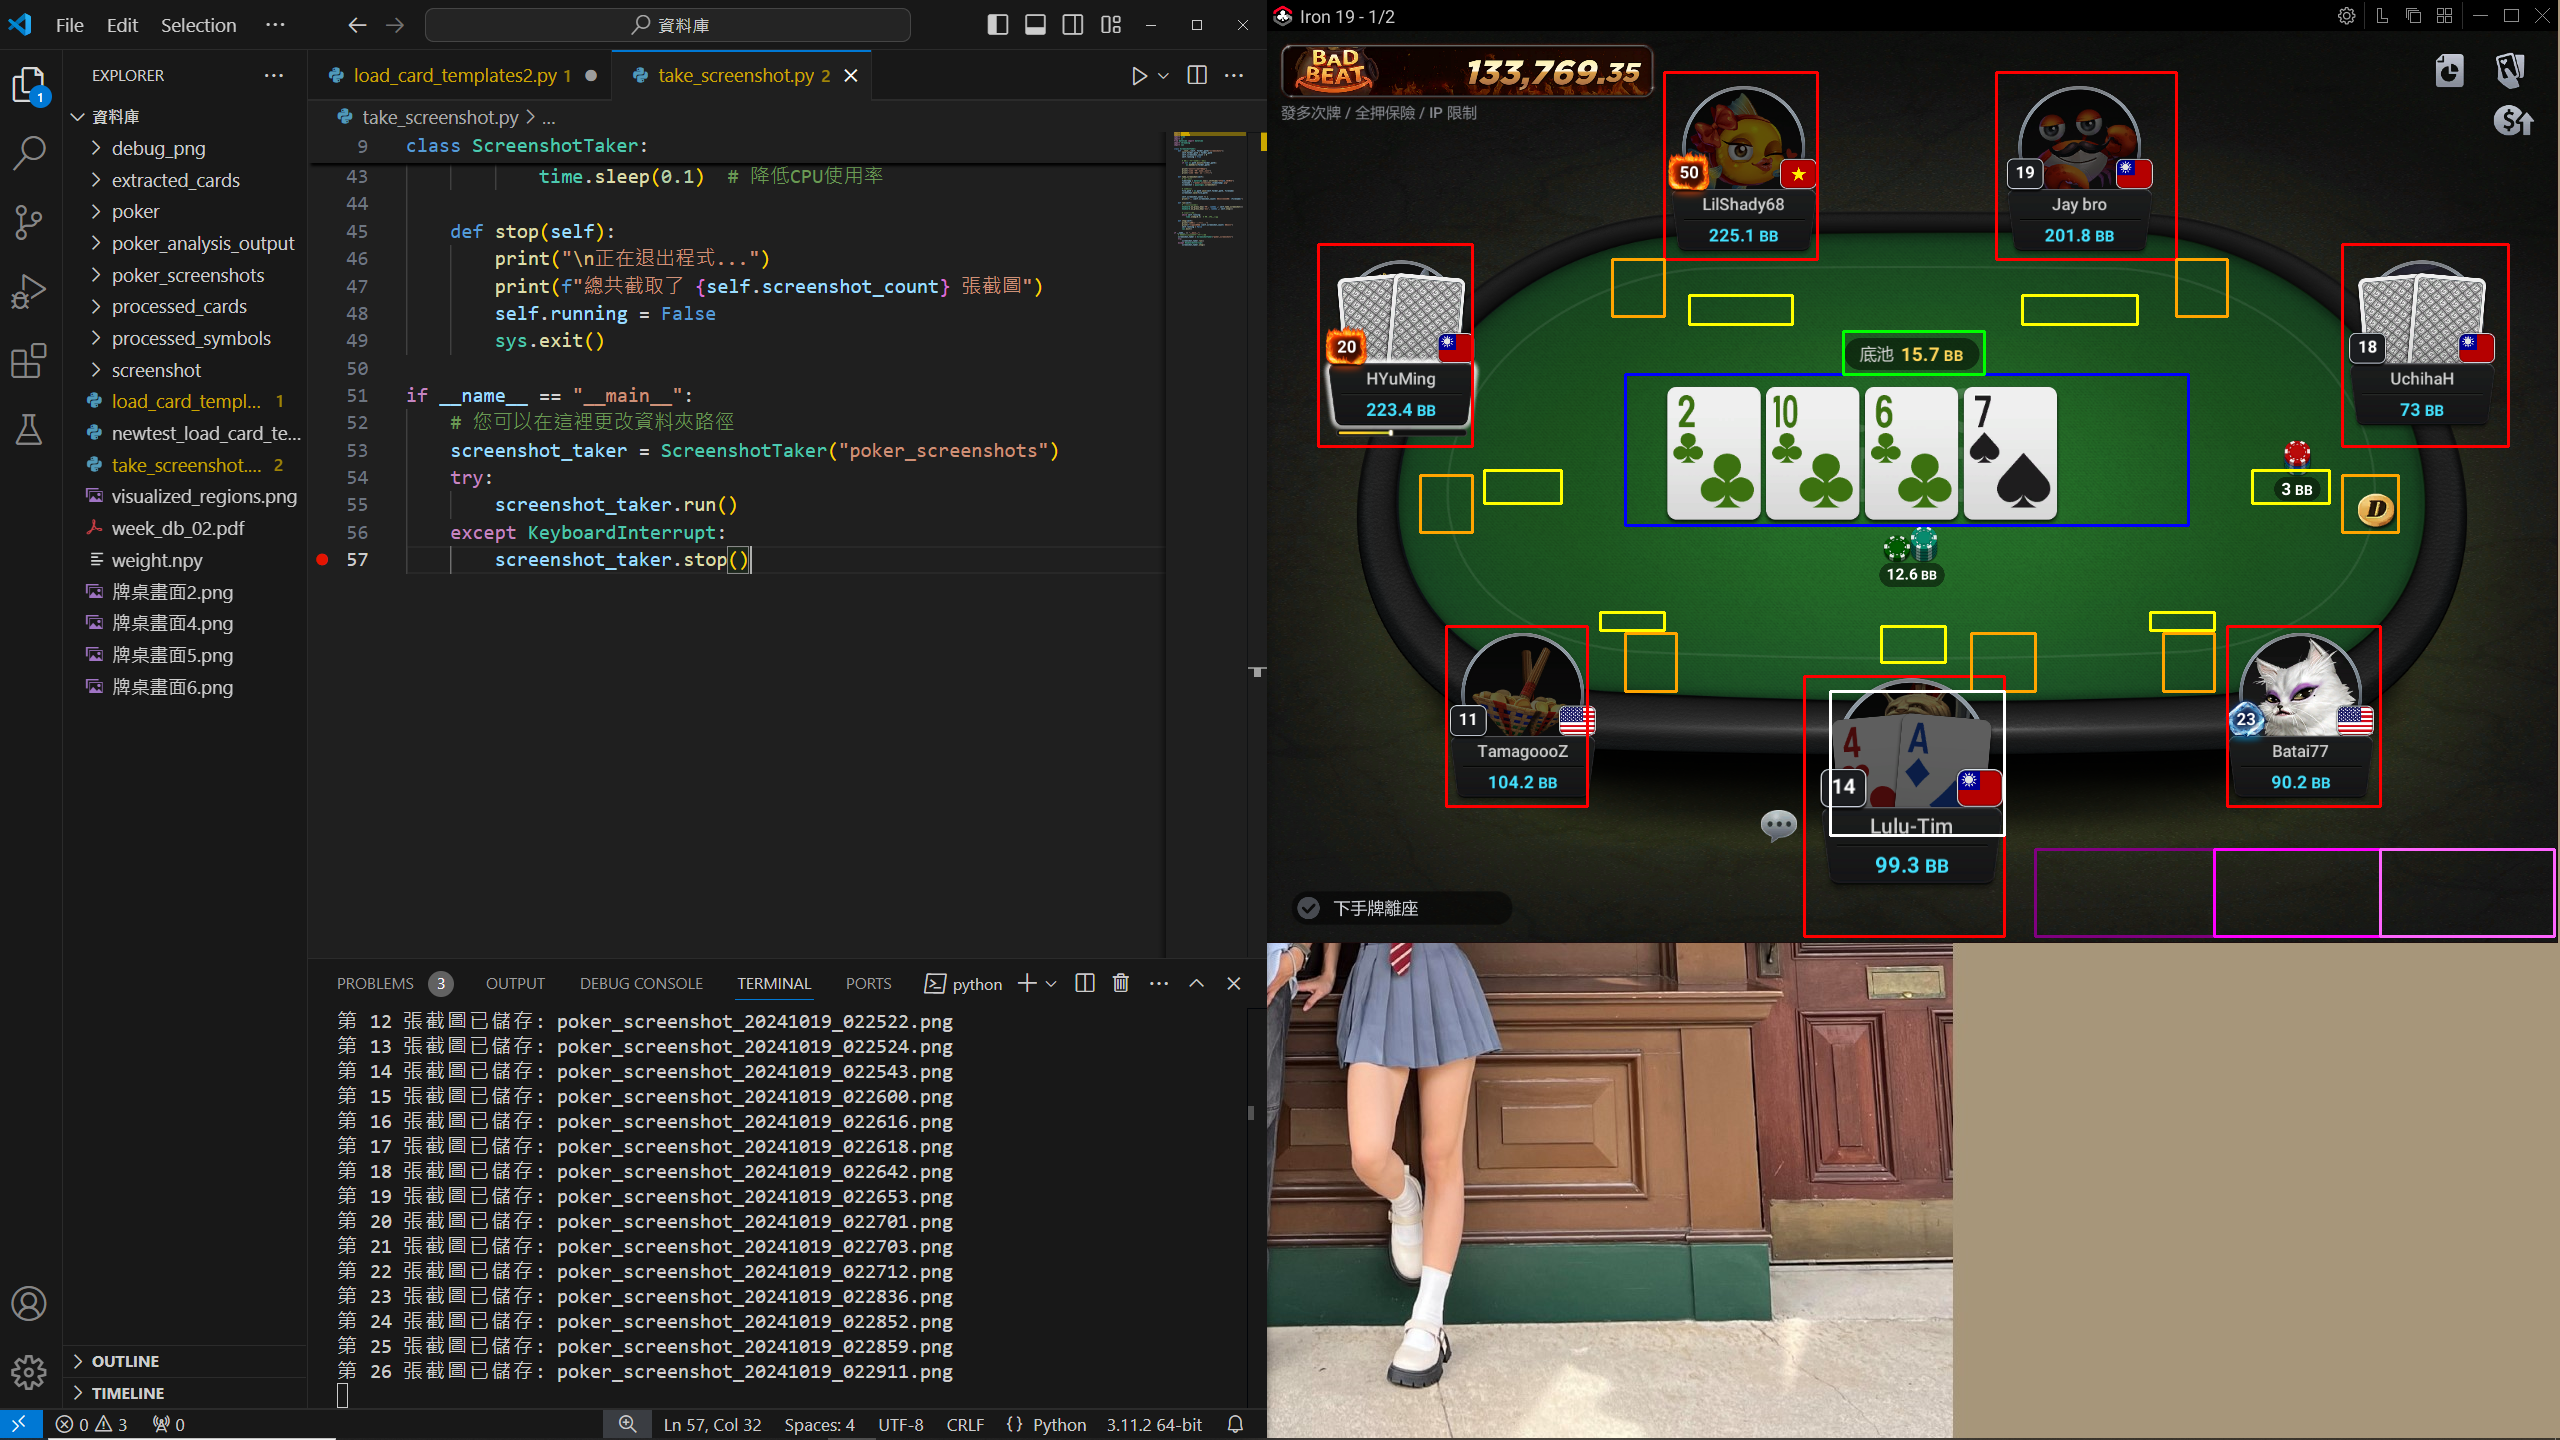 File Edit Selection ··· 資料庫
EXPLORER ···
資料庫
debug_png
extracted_cards
poker
poker_analysis_output
poker_screenshots
processed_cards
processed_symbols
screenshot
load_card_templ... 1
newtest_load_card_te...
take_screenshot.... 2
visualized_regions.png
week_db_02.pdf
weight.npy
牌桌畫面2.png
牌桌畫面4.png
牌桌畫面5.png
牌桌畫面6.png
OUTLINE
TIMELINE
1
load_card_templates2.py 1
take_screenshot.py 2
take_screenshot.py > ...
9 class ScreenshotTaker:
43 time.sleep(0.1) # 降低CPU使用率
44
45 def stop(self):
46 print("\n正在退出程式...")
47 print(f"總共截取了 {self.screenshot_count} 張截圖")
48 self.running = False
49 sys.exit()
50
51 if __name__ == "__main__":
52 # 您可以在這裡更改資料夾路徑
53 screenshot_taker = ScreenshotTaker("poker_screenshots")
54 try:
55 screenshot_taker.run()
56 except KeyboardInterrupt:
57 screenshot_taker.stop()
PROBLEMS 3 OUTPUT DEBUG CONSOLE TERMINAL PORTS python
第 12 張截圖已儲存: poker_screenshot_20241019_022522.png
第 13 張截圖已儲存: poker_screenshot_20241019_022524.png
第 14 張截圖已儲存: poker_screenshot_20241019_022543.png
第 15 張截圖已儲存: poker_screenshot_20241019_022600.png
第 16 張截圖已儲存: poker_screenshot_20241019_022616.png
第 17 張截圖已儲存: poker_screenshot_20241019_022618.png
第 18 張截圖已儲存: poker_screenshot_20241019_022642.png
第 19 張截圖已儲存: poker_screenshot_20241019_022653.png
第 20 張截圖已儲存: poker_screenshot_20241019_022701.png
第 21 張截圖已儲存: poker_screenshot_20241019_022703.png
第 22 張截圖已儲存: poker_screenshot_20241019_022712.png
第 23 張截圖已儲存: poker_screenshot_20241019_022836.png
第 24 張截圖已儲存: poker_screenshot_20241019_022852.png
第 25 張截圖已儲存: poker_screenshot_20241019_022859.png
第 26 張截圖已儲存: poker_screenshot_20241019_022911.png
0 3 0 Ln 57, Col 32 Spaces: 4 UTF-8 CRLF {} Python 3.11.2 64-bit
Iron 19 - 1/2
BAD BEAT 133,769.35
發多次牌 / 全押保險 / IP 限制
50
LilShady68
225.1 BB
19
Jay bro
201.8 BB
20
HYuMing
223.4 BB
18
UchihaH
73 BB
底池 15.7 BB
2 10 6 7
3 BB
D
12.6 BB
11
TamagoooZ
104.2 BB
4 A
14
Lulu-Tim
99.3 BB
23
Batai77
90.2 BB
下手牌離座